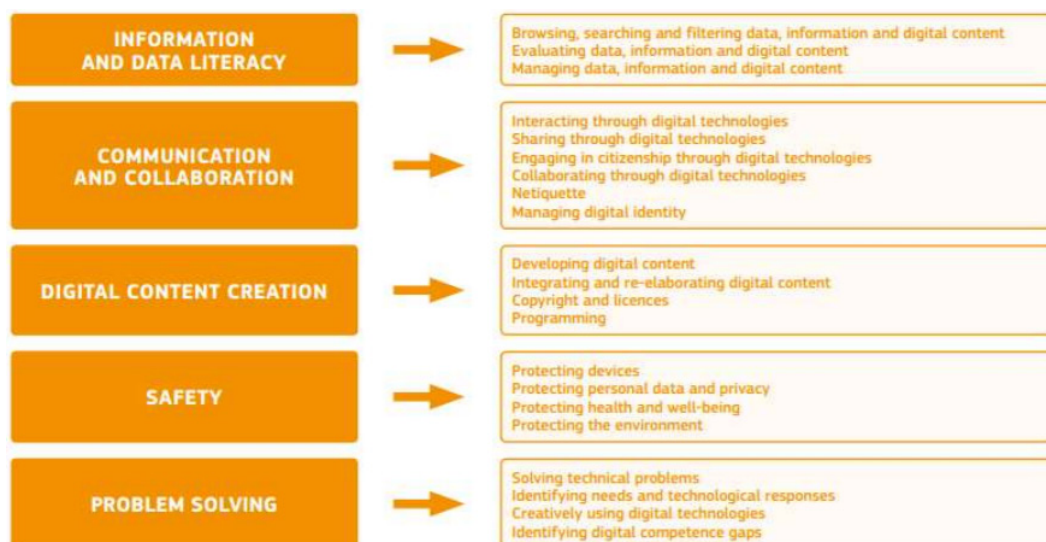 INFORMATION
AND DATA LITERACY
Browsing, searching and filtering data, information and digital content
Evaluating data, information and digital content
Managing data, information and digital content
COMMUNICATION
AND COLLABORATION
Interacting through digital technologies
Sharing through digital technologies
Engaging in citizenship through digital technologies
Collaborating through digital technologies
Netiquette
Managing digital identity
DIGITAL CONTENT CREATION
Developing digital content
Integrating and re-elaborating digital content
Copyright and licences
Programming
SAFETY
Protecting devices
Protecting personal data and privacy
Protecting health and well-being
Protecting the environment
PROBLEM SOLVING
Solving technical problems
Identifying needs and technological responses
Creatively using digital technologies
Identifying digital competence gaps